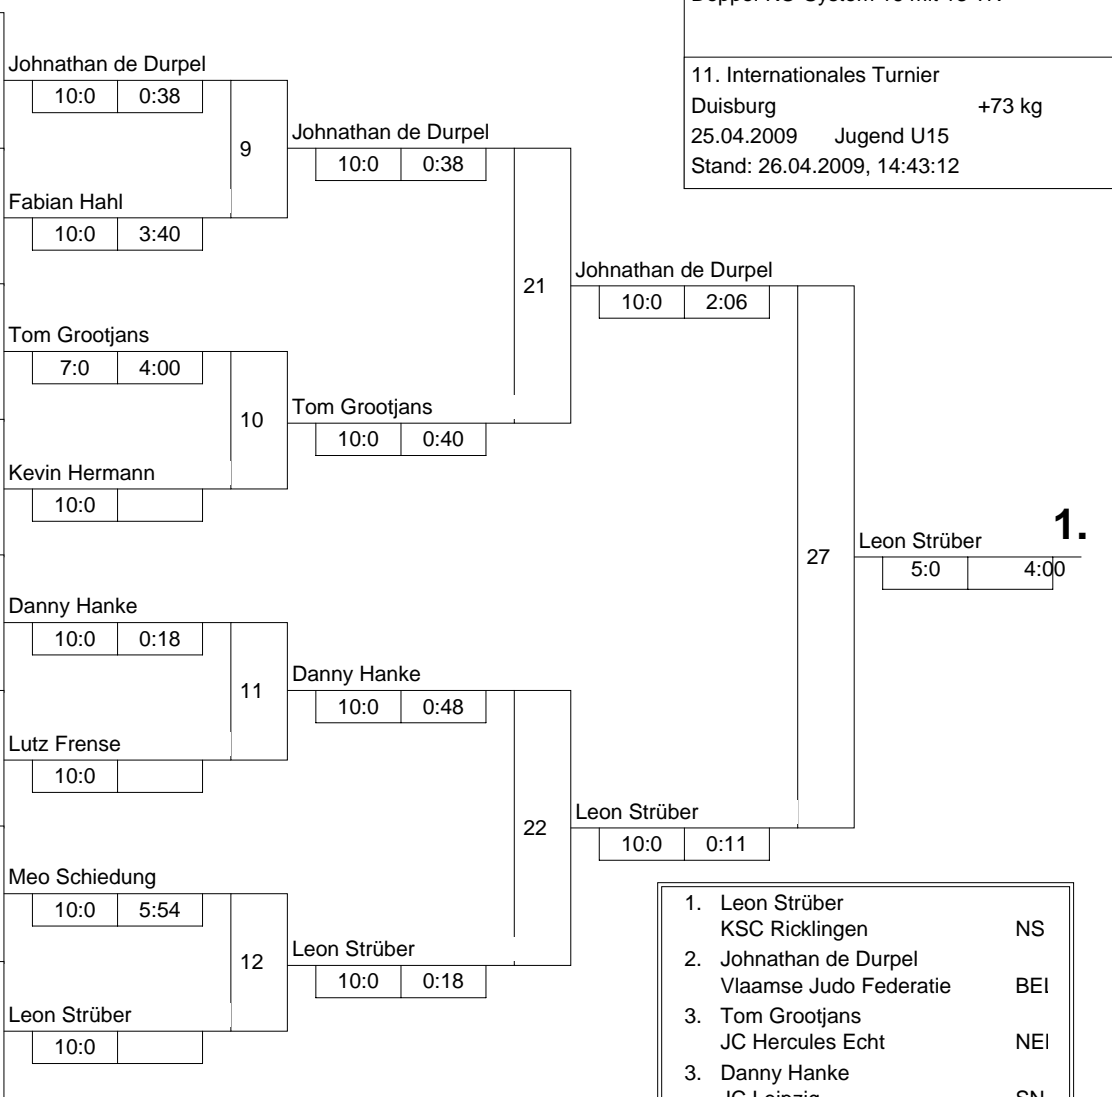 11. Internationales Turnier
Duisburg +73 kg
25.04.2009 Jugend U15
Stand: 26.04.2009, 14:43:12
Johnathan de Durpel
10:0 0:38
9
Fabian Hahl
10:0 3:40
Johnathan de Durpel
10:0 0:38
Tom Grootjans
7:0 4:00
10
Kevin Hermann
10:0
Tom Grootjans
10:0 0:40
21
Johnathan de Durpel
10:0 2:06
Danny Hanke
10:0 0:18
11
Lutz Frense
10:0
Danny Hanke
10:0 0:48
Meo Schiedung
10:0 5:54
12
Leon Strüber
10:0
Leon Strüber
10:0 0:18
22
Leon Strüber
10:0 0:11
27
1.
Leon Strüber
5:0 4:00
1. Leon Strüber
KSC Ricklingen NS
2. Johnathan de Durpel
Vlaamse Judo Federatie BEL
3. Tom Grootjans
JC Hercules Echt NE
3. Danny Hanke
JC Leipzig SN